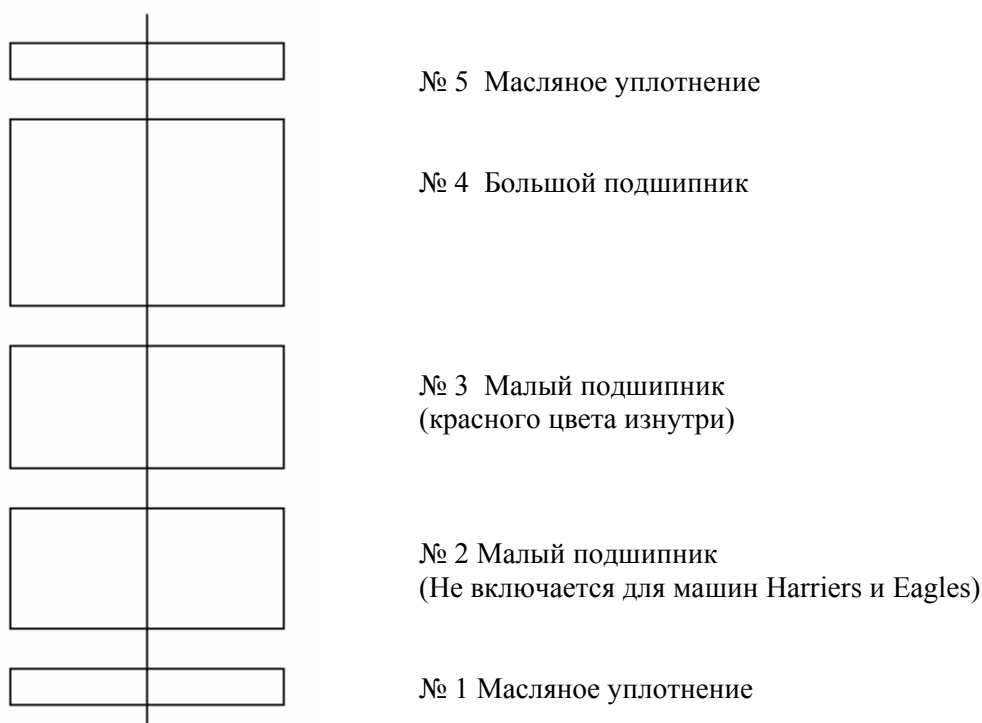 № 5 Масляное уплотнение
№ 4 Большой подшипник
№ 3 Малый подшипник
(красного цвета изнутри)
№ 2 Малый подшипник
(Не включается для машин Harriers и Eagles)
№ 1 Масляное уплотнение